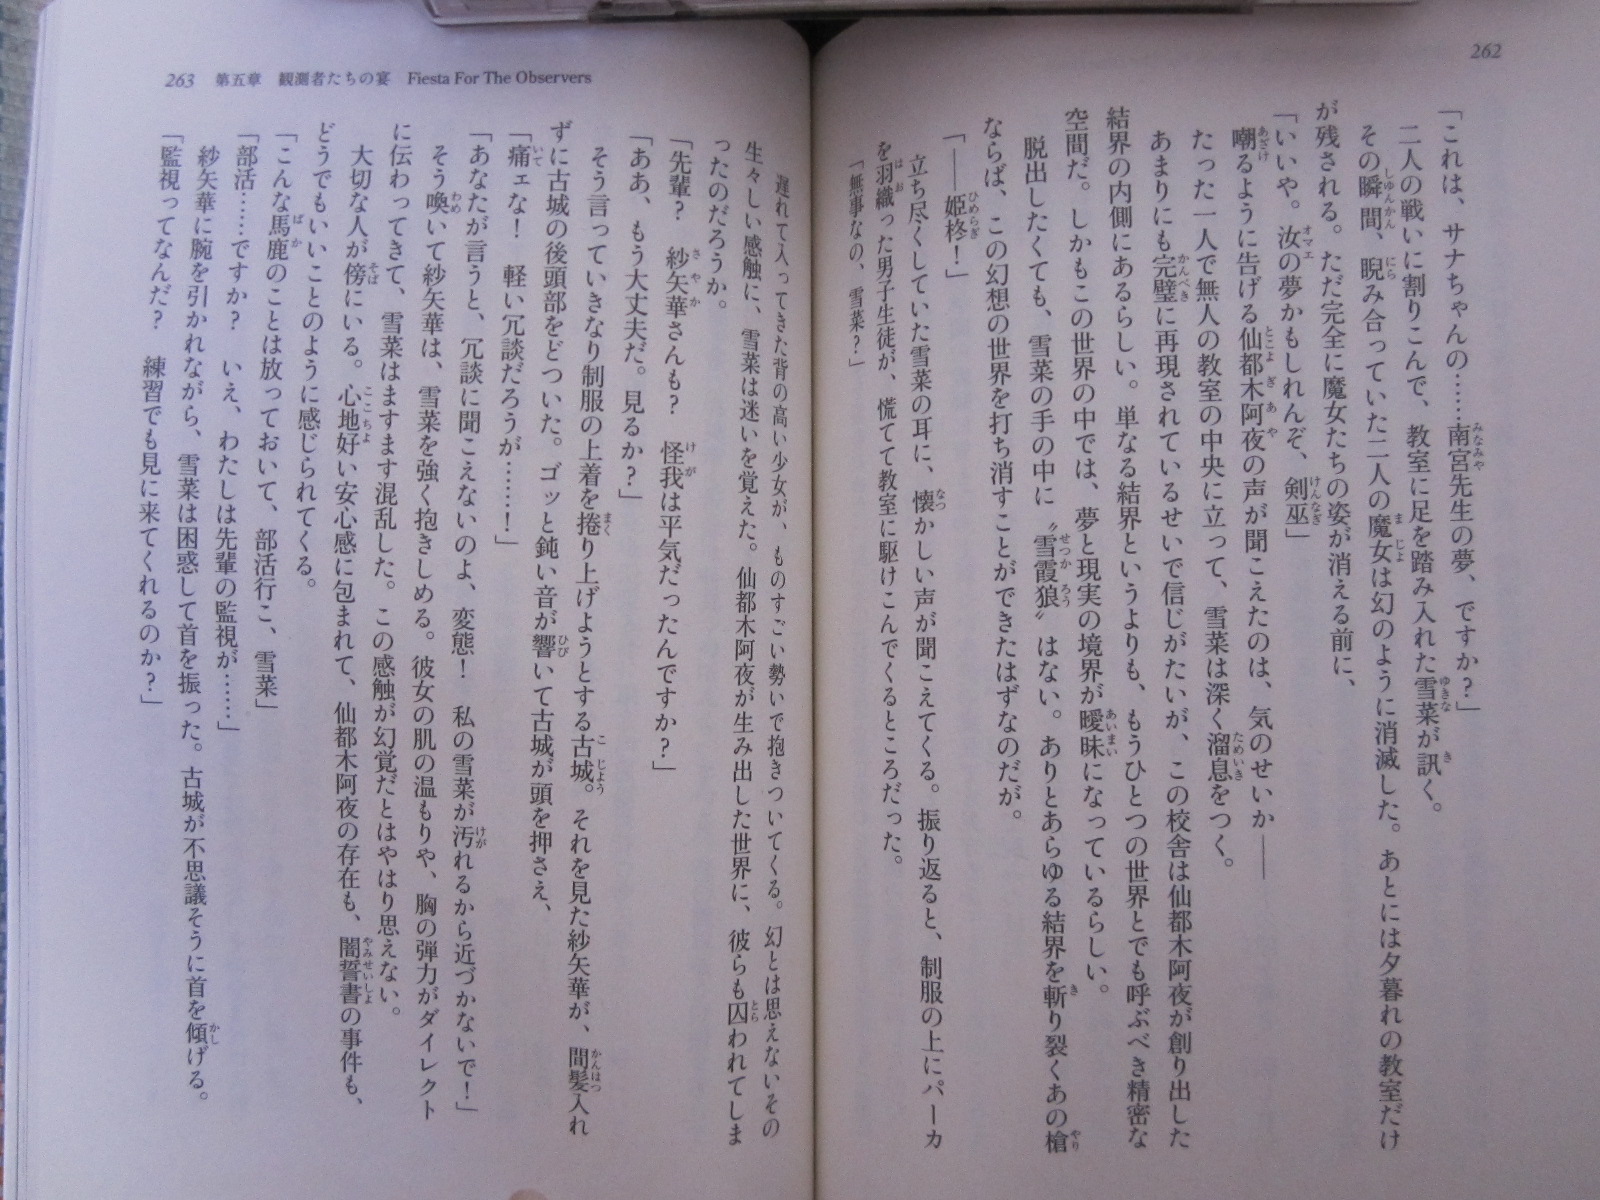 262
「これは、サナちゃんの……南宮先生の夢、ですか？」
二人の戦いに割りこんで、教室に足を踏み入れた雪菜が訊く。
その瞬間、睨み合っていた二人の魔女は幻のように消滅した。あとには夕暮れの教室だけ
が残される。ただ完全に魔女たちの姿が消える前に、
「いいや。汝の夢かもしれんぞ、剣巫」
嘲るように告げる仙都木阿夜の声が聞こえたのは、気のせいか――
たった一人で無人の教室の中央に立って、雪菜は深く溜息をつく。
あまりにも完璧に再現されているせいで信じがたいが、この校舎は仙都木阿夜が創り出した
結界の内側にあるらしい。単なる結界というよりも、もうひとつの世界とでも呼ぶべき精密な
空間だ。しかもこの世界の中では、夢と現実の境界が曖昧になっているらしい。
脱出したくても、雪菜の手の中に〝雪霞狼〟はない。ありとあらゆる結界を斬り裂くあの槍
ならば、この幻想の世界を打ち消すことができたはずなのだが。
「――姫柊！」
立ち尽くしていた雪菜の耳に、懐かしい声が聞こえてくる。振り返ると、制服の上にパーカ
を羽織った男子生徒が、慌てて教室に駆けこんでくるところだった。
「無事なの、雪菜？」
263 第五章 観測者たちの宴 Fiesta For The Observers
遅れて入ってきた背の高い少女が、ものすごい勢いで抱きついてくる。幻とは思えないその
生々しい感触に、雪菜は迷いを覚えた。仙都木阿夜が生み出した世界に、彼らも囚われてしま
ったのだろうか。
「先輩？　紗矢華さんも？　怪我は平気だったんですか？」
「ああ、もう大丈夫だ。見るか？」
そう言っていきなり制服の上着を捲り上げようとする古城。それを見た紗矢華が、間髪入れ
ずに古城の後頭部をどついた。ゴッと鈍い音が響いて古城が頭を押さえ、
「痛ェな！　軽い冗談だろうが……！」
「あなたが言うと、冗談に聞こえないのよ、変態！　私の雪菜が汚れるから近づかないで！」
そう喚いて紗矢華は、雪菜を強く抱きしめる。彼女の肌の温もりや、胸の弾力がダイレクト
に伝わってきて、雪菜はますます混乱した。この感触が幻覚だとはやはり思えない。
大切な人が傍にいる。心地好い安心感に包まれて、仙都木阿夜の存在も、闇誓書の事件も、
どうでもいいことのように感じられてくる。
「こんな馬鹿のことは放っておいて、部活行こ、雪菜」
「部活……ですか？　いえ、わたしは先輩の監視が……」
紗矢華に腕を引かれながら、雪菜は困惑して首を振った。古城が不思議そうに首を傾げる。
「監視ってなんだ？　練習でも見に来てくれるのか？」